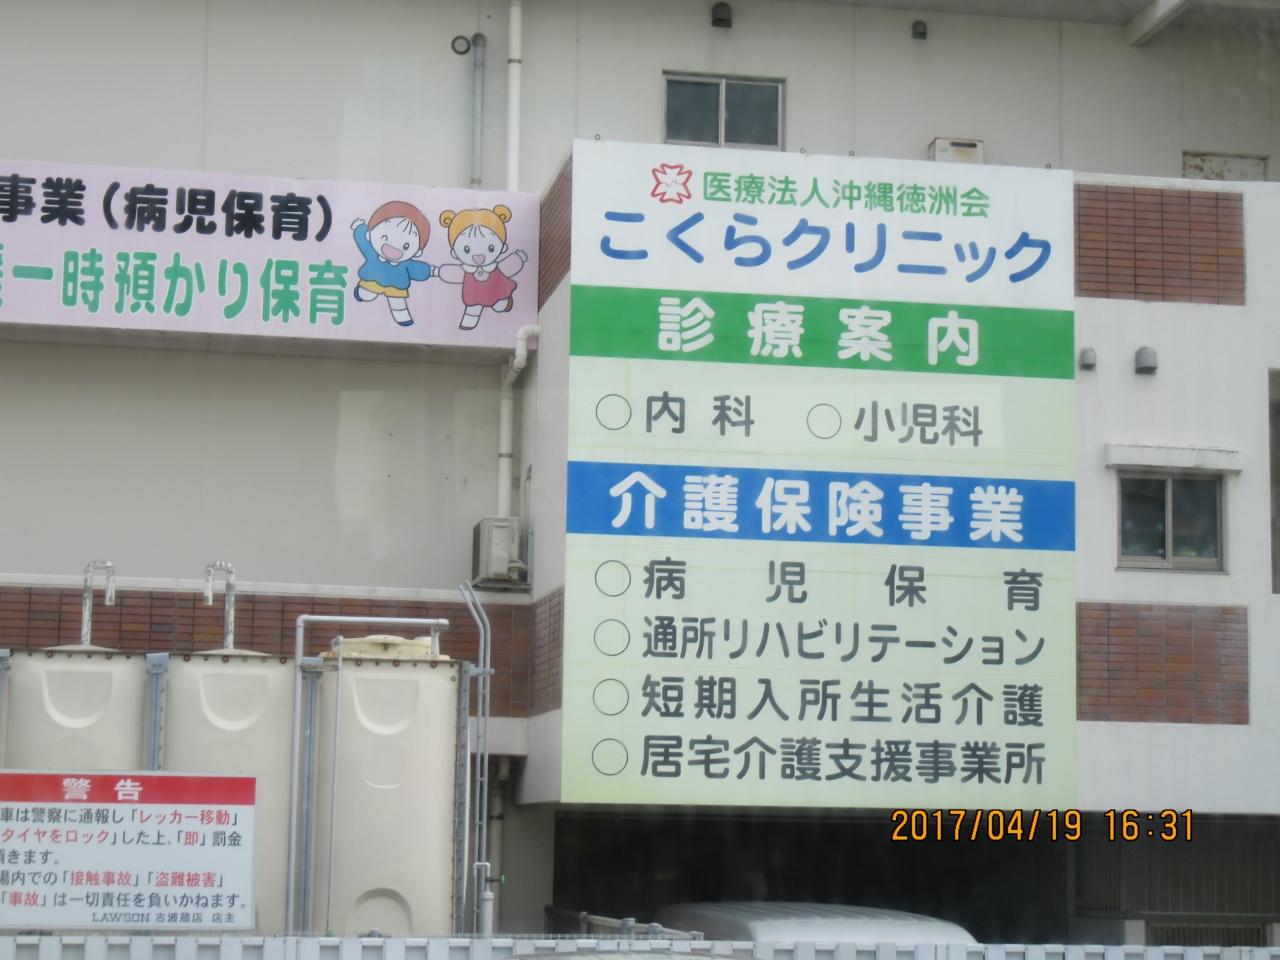 事業(病児保育)
一時預かり保育
医療法人沖縄徳洲会
こくらクリニック
診療案内
○内科 ○小児科
介護保険事業
○病児保育
○通所リハビリテーション
○短期入所生活介護
○居宅介護支援事業所
警告
車は警察に通報し「レッカー移動」
タイヤをロック」した上、「即」罰金
頂きます。
場内での「接触事故」「盗難被害」
「事故」は一切責任を負いかねます。
LAWSON 古波蔵店 店主
2017/04/19 16:31